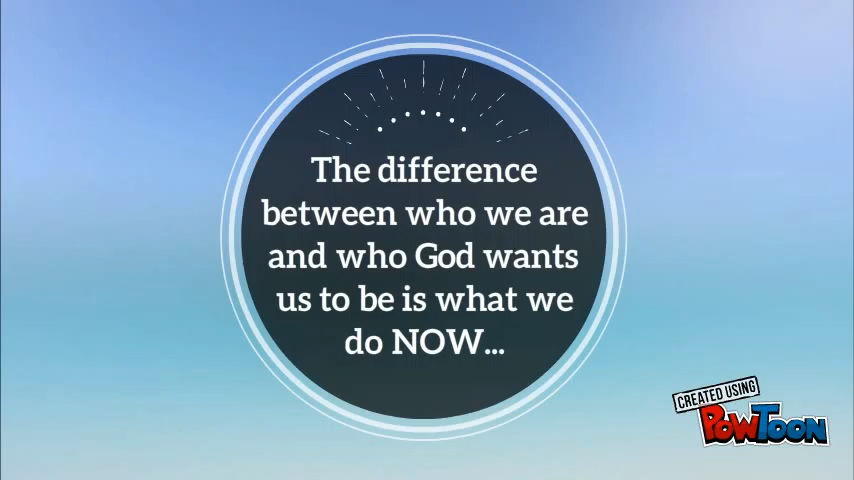 The difference
between who we are
and who God wants
us to be is what we
do NOW...
CREATED USING
POWTOON